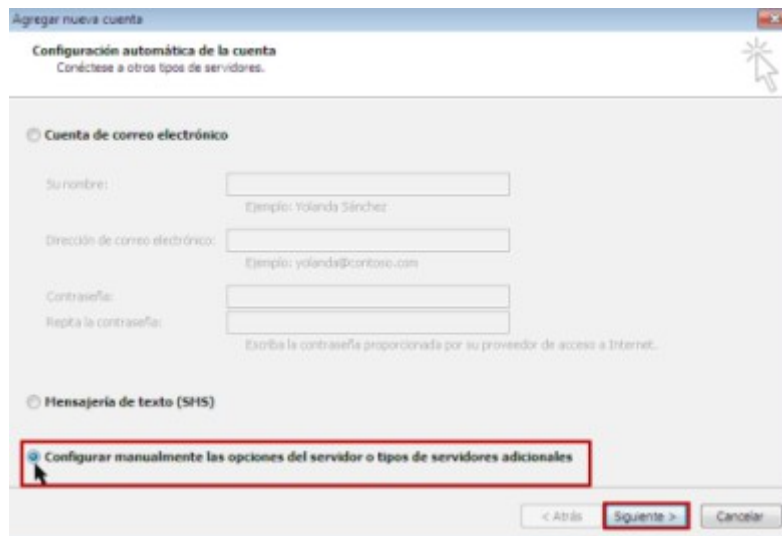 Agregar nueva cuenta
Configuración automática de la cuenta
Conéctese a otros tipos de servidores.
Cuenta de correo electrónico
Su nombre:
Ejemplo: Yolanda Sánchez
Dirección de correo electrónico:
Ejemplo: yolanda@contoso.com
Contraseña:
Repita la contraseña:
Escriba la contraseña proporcionada por su proveedor de acceso a Internet.
Mensajería de texto (SMS)
Configurar manualmente las opciones del servidor o tipos de servidores adicionales
< Atrás Siguiente > Cancelar